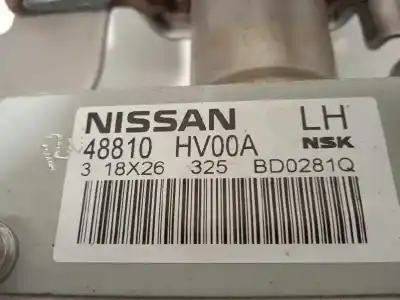 NISSAN LH
48810 HV00A NSK
3 18X26 325 BD0281Q